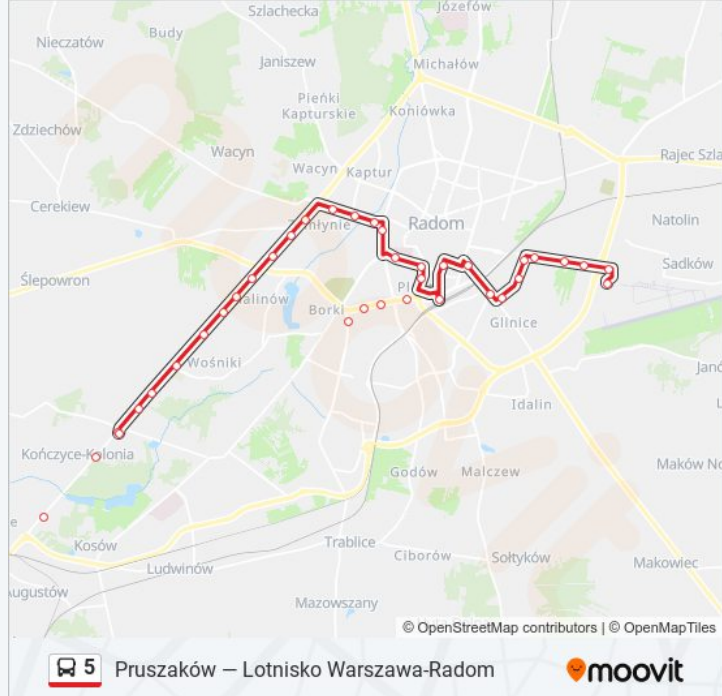 Szlachecka
Józefów
Budy
Nieczatów
Janiszew
Michałów
Pieńki
Kapturskie
Koniówka
Zdziechów
Wacyn
Rajec Szla
Wacyn
Kaptur
Cerekiew
Natolin
Radom
Sadków
Ślepowron
Borki
Glinice
Wośniki
Janó
Idalin
Kończyce-Kolonia
Maków No
Godów
Malczew
Kosów
Trablice
Ciborów
Sołtyków
Makowiec
Ludwinów
Augustów
Mazowszany
© OpenStreetMap contributors | © OpenMapTiles
5 Pruszaków — Lotnisko Warszawa-Radom
moovit